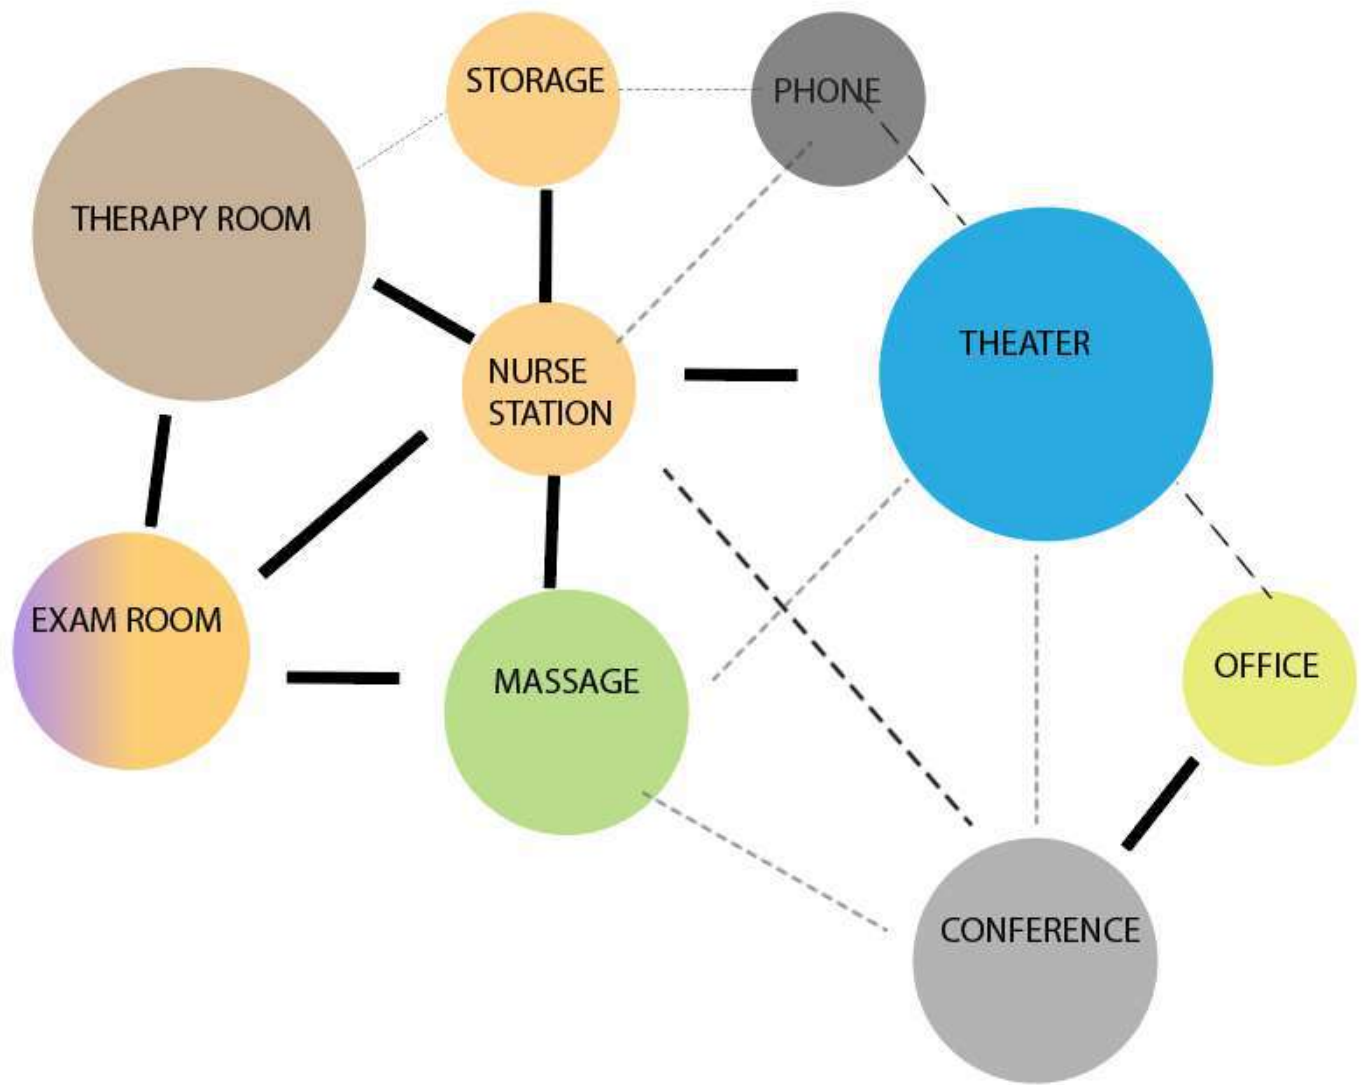 STORAGE
PHONE
THERAPY ROOM
THEATER
NURSE
STATION
EXAM ROOM
MASSAGE
OFFICE
CONFERENCE